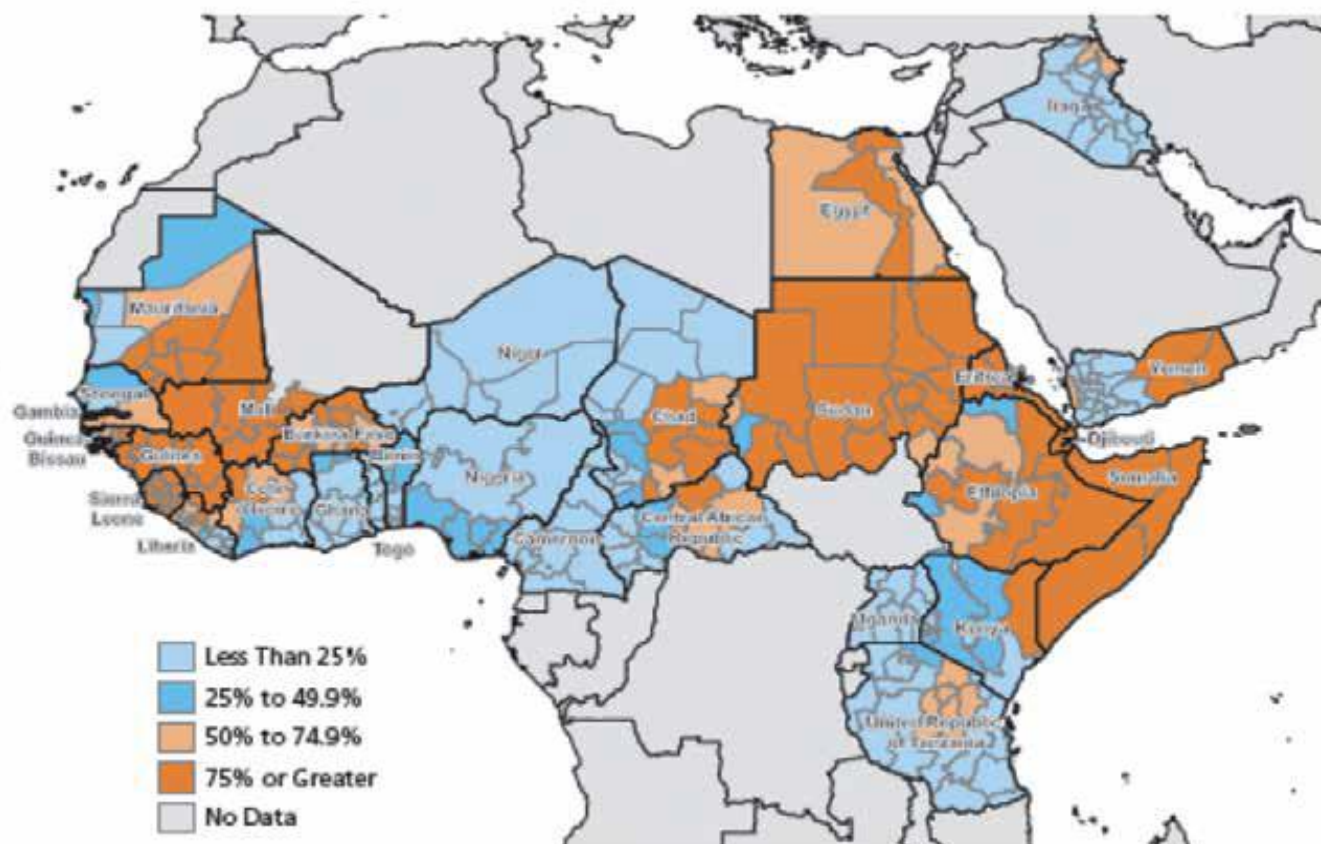 Iraq
Egypt
Mauritania
Niger
Yemen
Senegal
Mali
Chad
Sudan
Eritrea
Gambia
Burkina Faso
Djibouti
Guinea
Bissau
Guinea
Benin
Nigeria
Somalia
Ethiopia
Sierra
Leone
Cote
D'Ivoire
Ghana
Central African
Republic
Liberia
Togo
Cameroon
Uganda
Kenya
United Republic
of Tanzania
Less Than 25%
25% to 49.9%
50% to 74.9%
75% or Greater
No Data